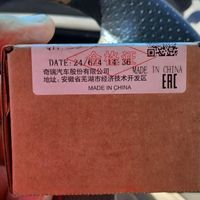 合格证
DATE: 24/6/4 14:36
奇瑞汽车股份有限公司
MADE IN CHINA
地址: 安徽省芜湖市经济技术开发区
EAC
MADE IN CHINA